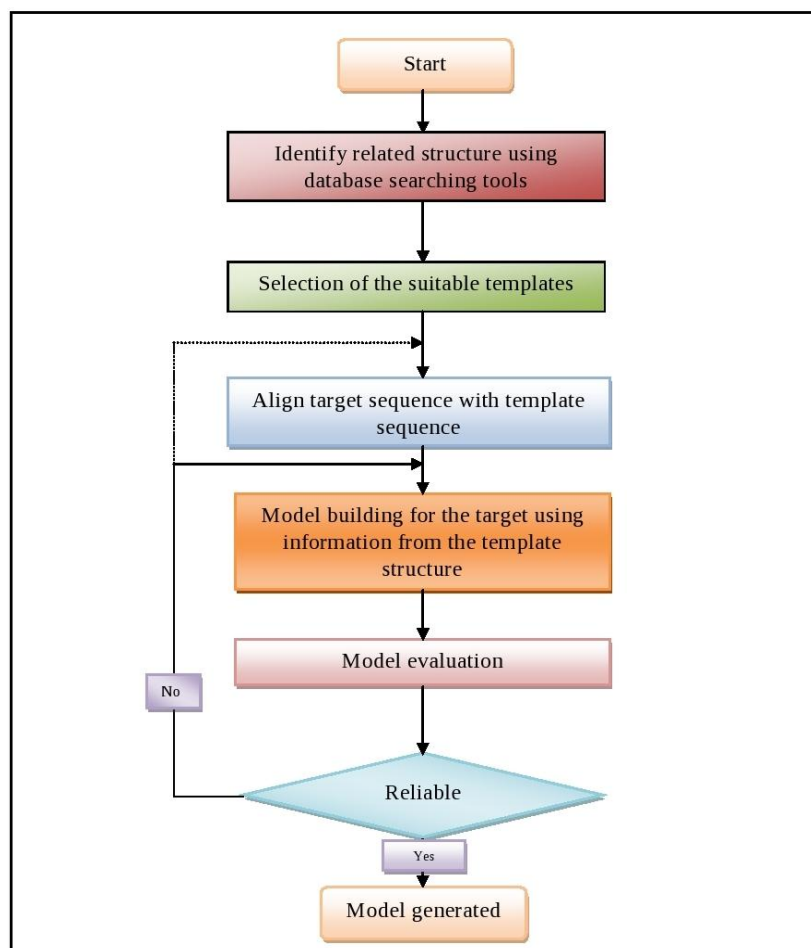 Start
Identify related structure using
database searching tools
Selection of the suitable templates
Align target sequence with template
sequence
Model building for the target using
information from the template
structure
Model evaluation
No
Reliable
Yes
Model generated